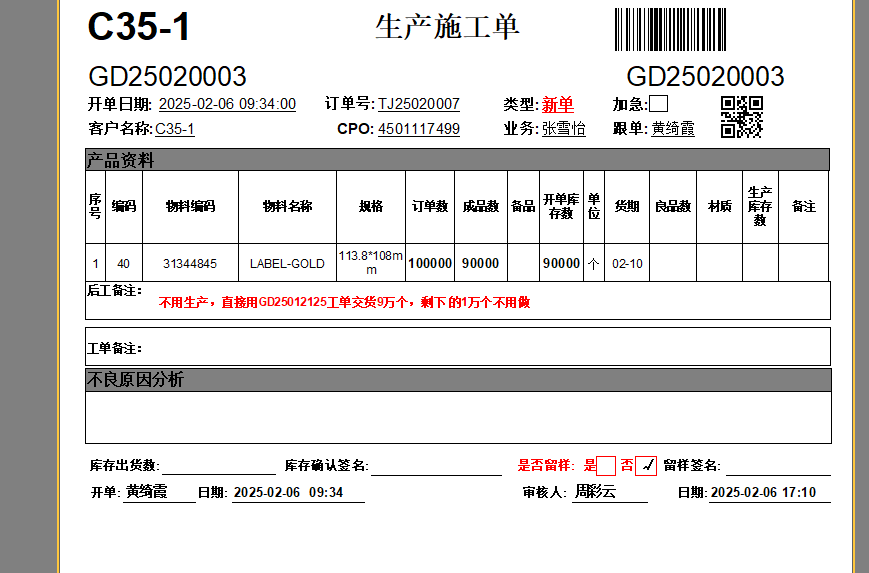 C35-1 生产施工单
GD25020003 GD25020003
开单日期: 2025-02-06 09:34:00 订单号: TJ25020007 类型: 新单 加急:
客户名称: C35-1 CPO: 4501117499 业务: 张雪怡 跟单: 黄绮霞
产品资料
序号 编码 物料编码 物料名称 规格 订单数 成品数 备品 开单库存数 单位 货期 良品数 材质 生产库存数 备注
1 40 31344845 LABEL-GOLD 113.8*108mm 100000 90000 90000 个 02-10
后工备注：
不用生产，直接用GD25012125工单交货9万个，剩下的1万个不用做
工单备注：
不良原因分析
库存出货数: 库存确认签名: 是否留样: 是 否 ✓ 留样签名:
开单: 黄绮霞 日期: 2025-02-06 09:34 审核人: 周彩云 日期: 2025-02-06 17:10